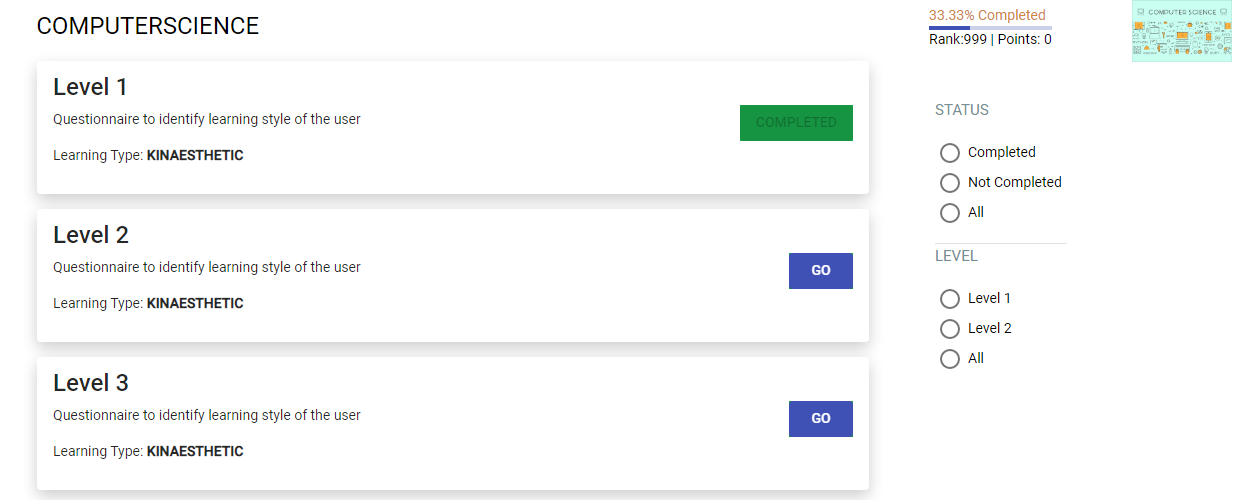 COMPUTERSCIENCE
Level 1
Questionnaire to identify learning style of the user
Learning Type: KINAESTHETIC
COMPLETED
Level 2
Questionnaire to identify learning style of the user
Learning Type: KINAESTHETIC
GO
Level 3
Questionnaire to identify learning style of the user
Learning Type: KINAESTHETIC
GO
33.33% Completed
Rank:999 | Points: 0
COMPUTER SCIENCE
STATUS
Completed
Not Completed
All
LEVEL
Level 1
Level 2
All